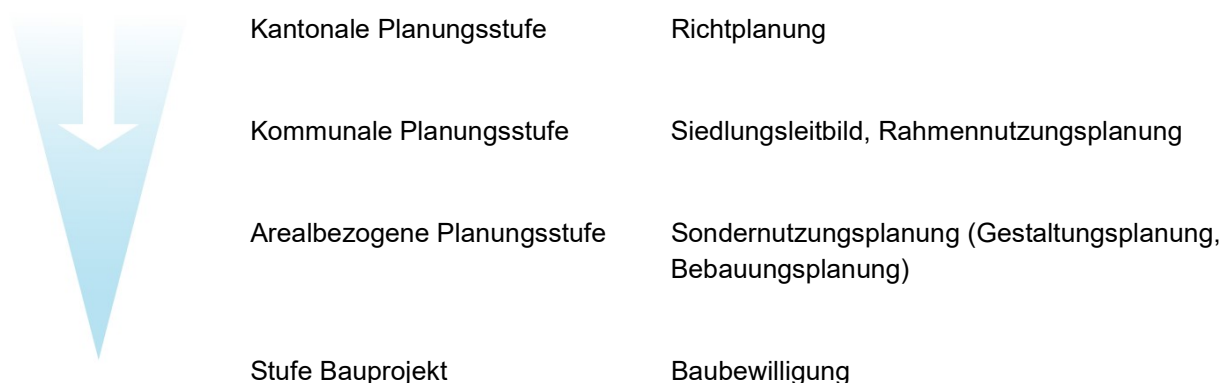 Kantonale Planungsstufe Richtplanung
Kommunale Planungsstufe Siedlungsleitbild, Rahmennutzungsplanung
Arealbezogene Planungsstufe Sondernutzungsplanung (Gestaltungsplanung,
Bebauungsplanung)
Stufe Bauprojekt Baubewilligung